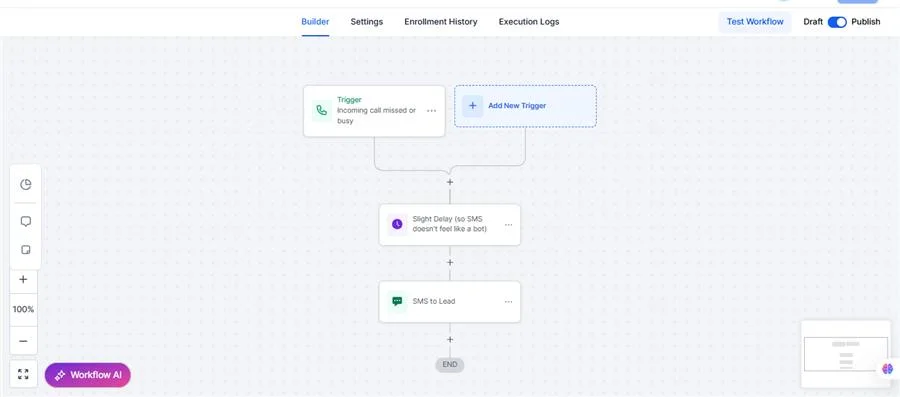 Builder
Settings
Enrollment History
Execution Logs
Test Workflow
Draft
Publish
Trigger
Incoming call missed or
busy
Add New Trigger
Slight Delay (so SMS
doesn't feel like a bot)
SMS to Lead
END
100%
Workflow AI